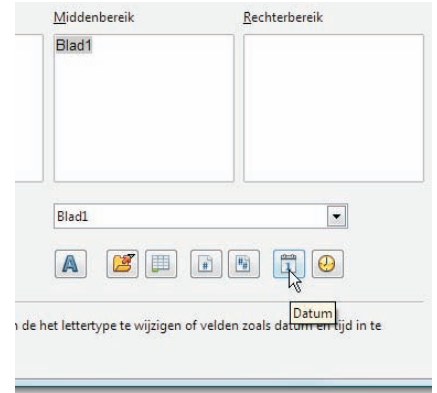 Middenbereik Rechterbereik
Blad1
Blad1
Datum
de het lettertype te wijzigen of velden zoals datum en tijd in te